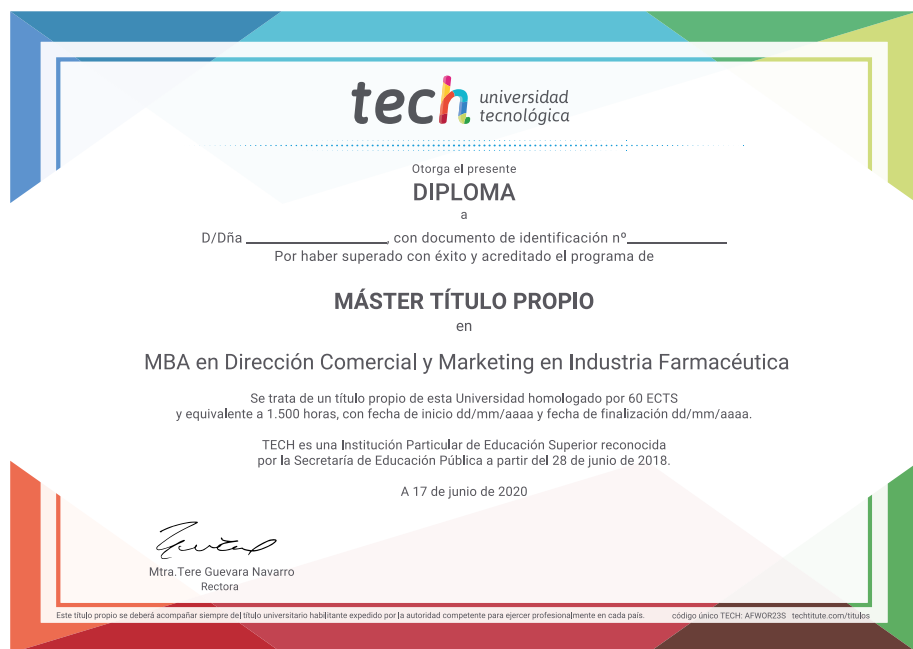 tech universidad
tecnológica
Otorga el presente
DIPLOMA
a
D/Dña ____________________, con documento de identificación nº______________
Por haber superado con éxito y acreditado el programa de
MÁSTER TÍTULO PROPIO
en
MBA en Dirección Comercial y Marketing en Industria Farmacéutica
Se trata de un título propio de esta Universidad homologado por 60 ECTS
y equivalente a 1.500 horas, con fecha de inicio dd/mm/aaaa y fecha de finalización dd/mm/aaaa.
TECH es una Institución Particular de Educación Superior reconocida
por la Secretaría de Educación Pública a partir del 28 de junio de 2018.
A 17 de junio de 2020
Mtra.Tere Guevara Navarro
Rectora
Este título propio se deberá acompañar siempre del título universitario habilitante expedido por la autoridad competente para ejercer profesionalmente en cada país. código único TECH: AFWOR23S techtitute.com/titulos